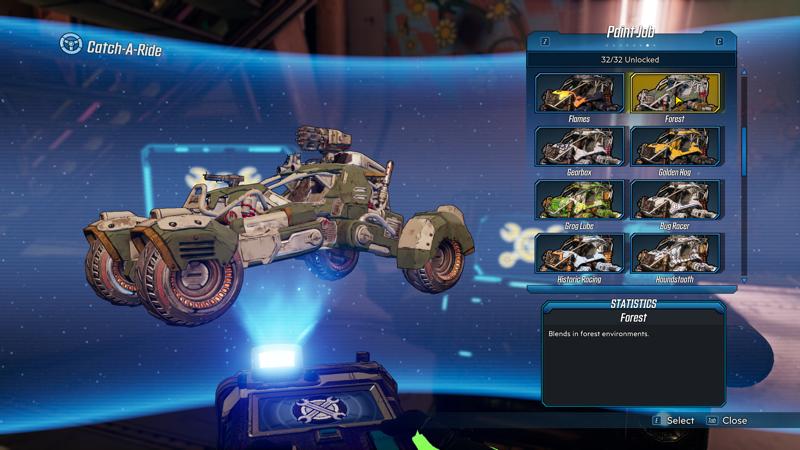 Catch-A-Ride
Paint Job
32/32 Unlocked
Flames
Forest
Gearbox
Golden Hog
Grog Lube
Bug Racer
Historic Racing
Houndstooth
STATISTICS
Forest
Blends in forest environments.
E Select
Tab Close